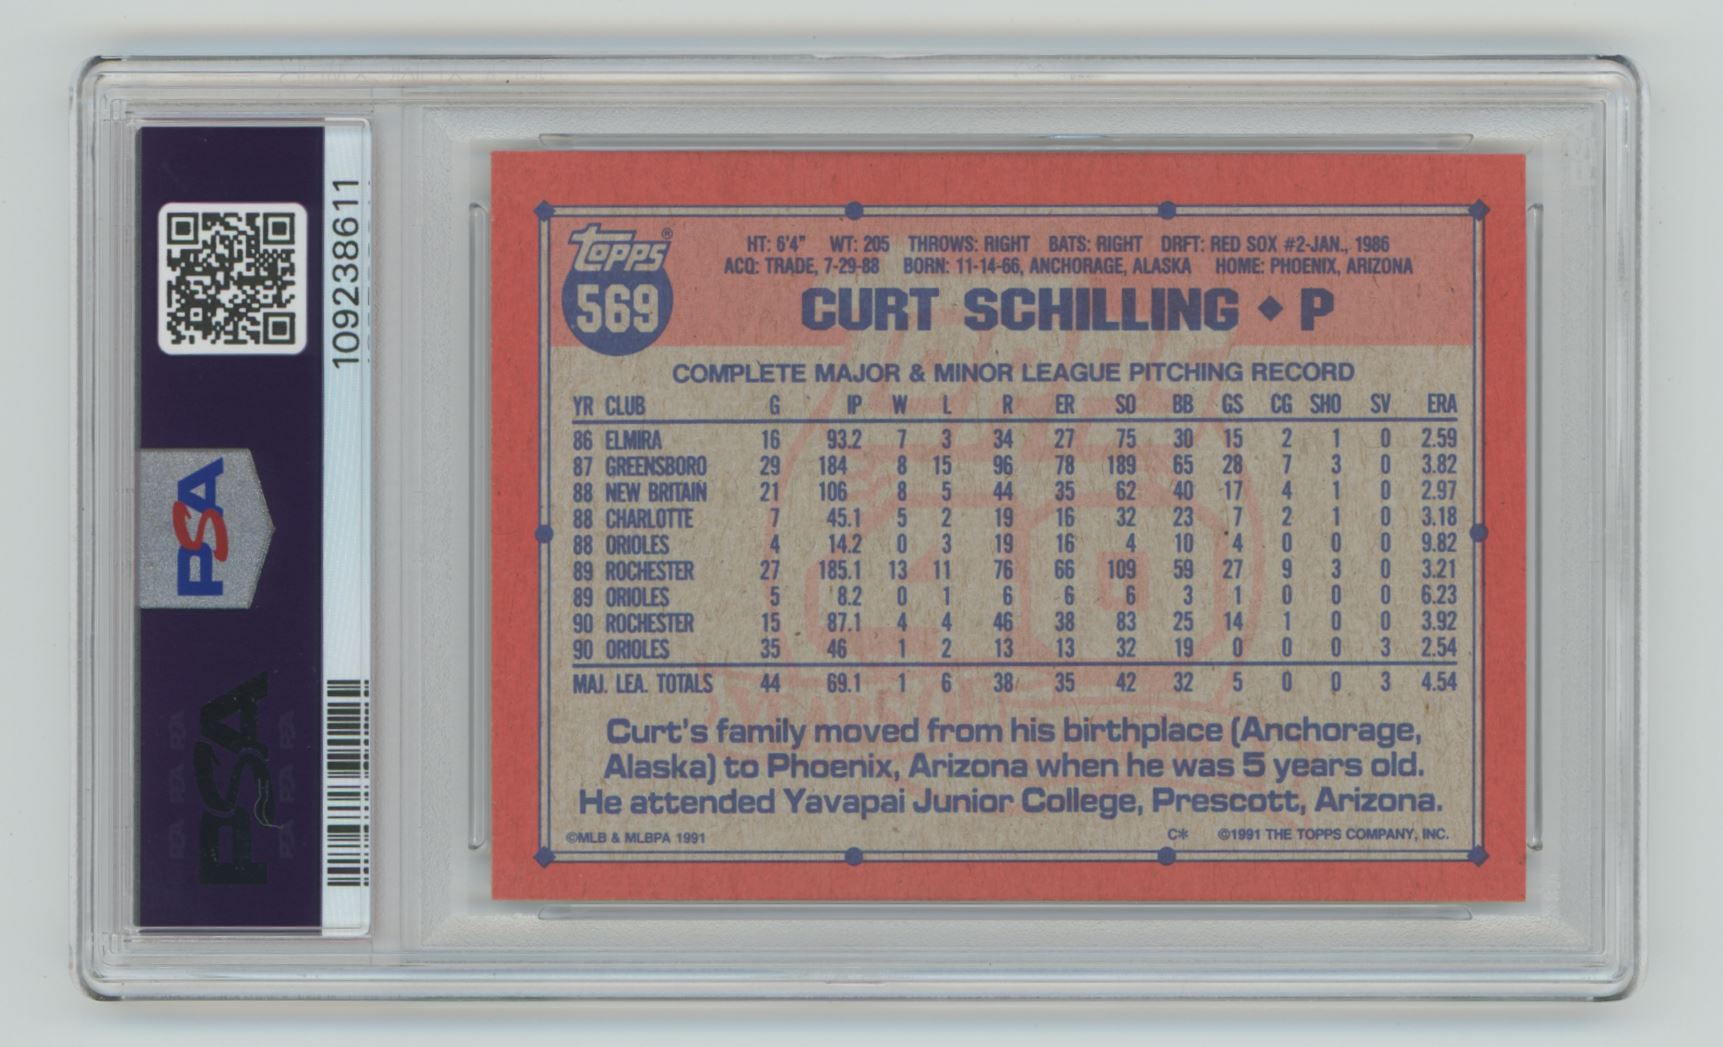 109238611
PSA
PSA
topps®
569
HT: 6'4" WT: 205 THROWS: RIGHT BATS: RIGHT DRFT: RED SOX #2-JAN., 1986
ACQ: TRADE, 7-29-88 BORN: 11-14-66, ANCHORAGE, ALASKA HOME: PHOENIX, ARIZONA
CURT SCHILLING ◆ P
COMPLETE MAJOR & MINOR LEAGUE PITCHING RECORD
YR CLUB G IP W L R ER SO BB GS CG SHO SV ERA
86 ELMIRA 16 93.2 7 3 34 27 75 30 15 2 1 0 2.59
87 GREENSBORO 29 184 8 15 96 78 189 65 28 7 3 0 3.82
88 NEW BRITAIN 21 106 8 5 44 35 62 40 17 4 1 0 2.97
88 CHARLOTTE 7 45.1 5 2 19 16 32 23 7 2 1 0 3.18
88 ORIOLES 4 14.2 0 3 19 16 4 10 4 0 0 0 9.82
89 ROCHESTER 27 185.1 13 11 76 66 109 59 27 9 3 0 3.21
89 ORIOLES 5 8.2 0 1 6 6 6 3 1 0 0 0 6.23
90 ROCHESTER 15 87.1 4 4 46 38 83 25 14 1 0 0 3.92
90 ORIOLES 35 46 1 2 13 13 32 19 0 0 0 3 2.54
MAJ. LEA. TOTALS 44 69.1 1 6 38 35 42 32 5 0 0 3 4.54
Curt's family moved from his birthplace (Anchorage,
Alaska) to Phoenix, Arizona when he was 5 years old.
He attended Yavapai Junior College, Prescott, Arizona.
©MLB & MLBPA 1991 C* ©1991 THE TOPPS COMPANY, INC.